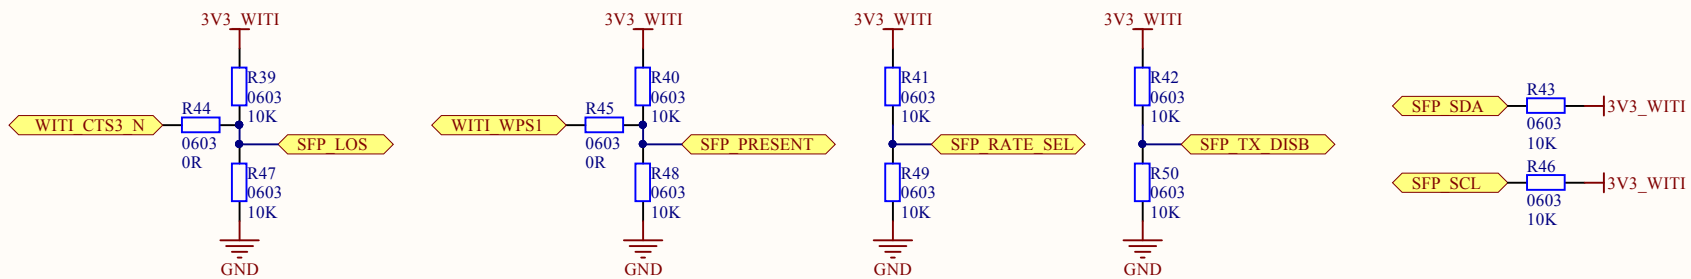 3V3_WITI 3V3_WITI 3V3_WITI 3V3_WITI
R39 R40 R41 R42
0603 0603 0603 0603
10K 10K 10K 10K
R44 R45
WITI_CTS3_N WITI_WPS1
0603 0603
0R 0R
SFP_LOS SFP_PRESENT SFP_RATE_SEL SFP_TX_DISB
R47 R48 R49 R50
0603 0603 0603 0603
10K 10K 10K 10K
GND GND GND GND
R43
SFP_SDA 3V3_WITI
0603
10K
R46
SFP_SCL 3V3_WITI
0603
10K